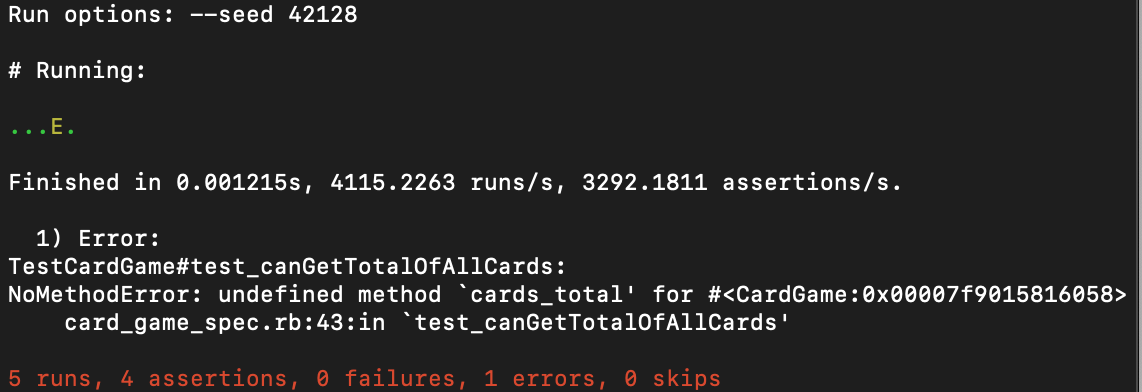 Run options: --seed 42128
# Running:
...E.
Finished in 0.001215s, 4115.2263 runs/s, 3292.1811 assertions/s.
1) Error:
TestCardGame#test_canGetTotalOfAllCards:
NoMethodError: undefined method `cards_total' for #<CardGame:0x00007f9015816058>
card_game_spec.rb:43:in `test_canGetTotalOfAllCards'
5 runs, 4 assertions, 0 failures, 1 errors, 0 skips